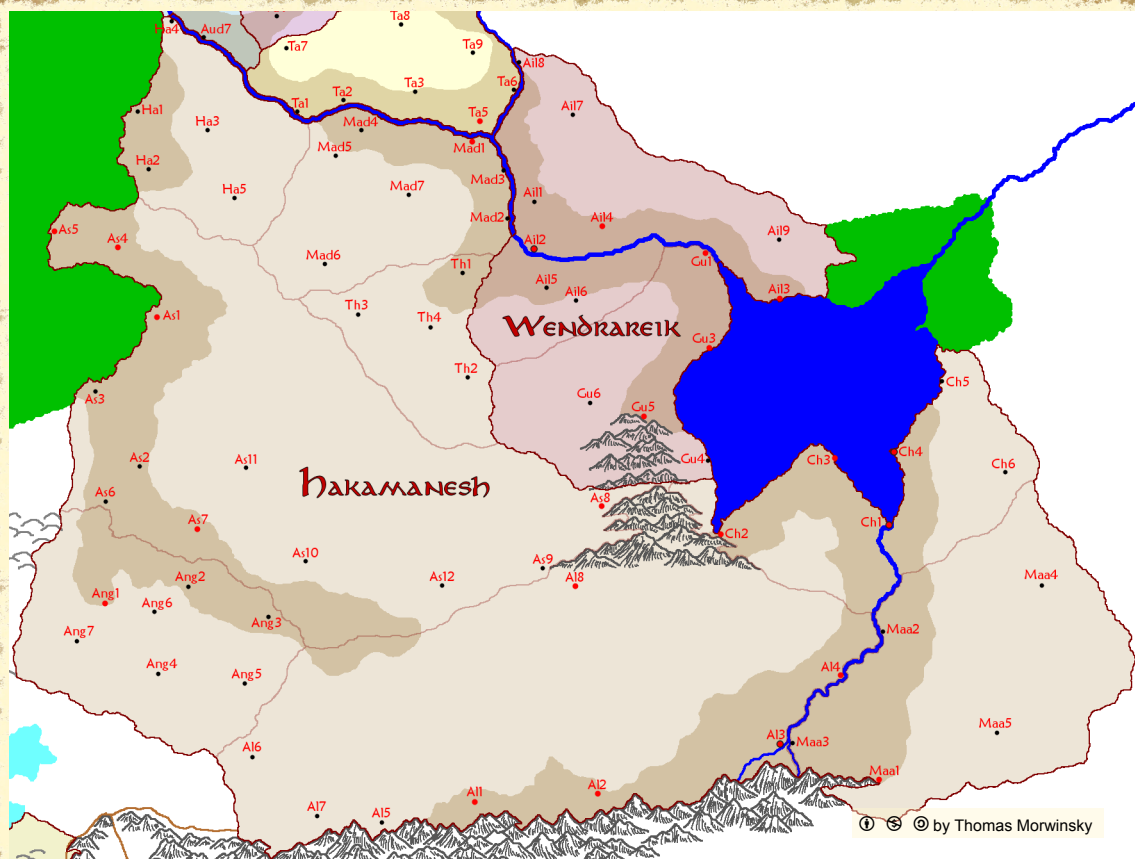 Ha4
Aud7
Ta7
Ta8
Ta9
Ail8
Ta6
Ail7
Ha1
Ha3
Ta1
Ta2
Ta3
Ta5
Mad4
Mad5
Mad1
Ha2
Mad3
Ha5
Mad7
Ail1
Mad2
Ail4
As5
As4
Ail2
Ail9
Gu1
Mad6
Th1
Ail5
Ail6
Ail3
As1
Th3
Th4
Wendrareik
Gu3
Th2
As3
Gu6
Gu5
Ch5
As2
As11
Gu4
Ch3
Ch4
Ch6
Hakamanesh
As6
As8
As7
Ch2
Ch1
As10
As12
As9
Al8
Maa4
Ang1
Ang2
Ang6
Ang3
Ang7
Maa2
Ang4
Ang5
Al4
Maa5
Al6
Al3
Maa3
Maa1
Al1
Al2
Al7
Al5
by Thomas Morwinsky